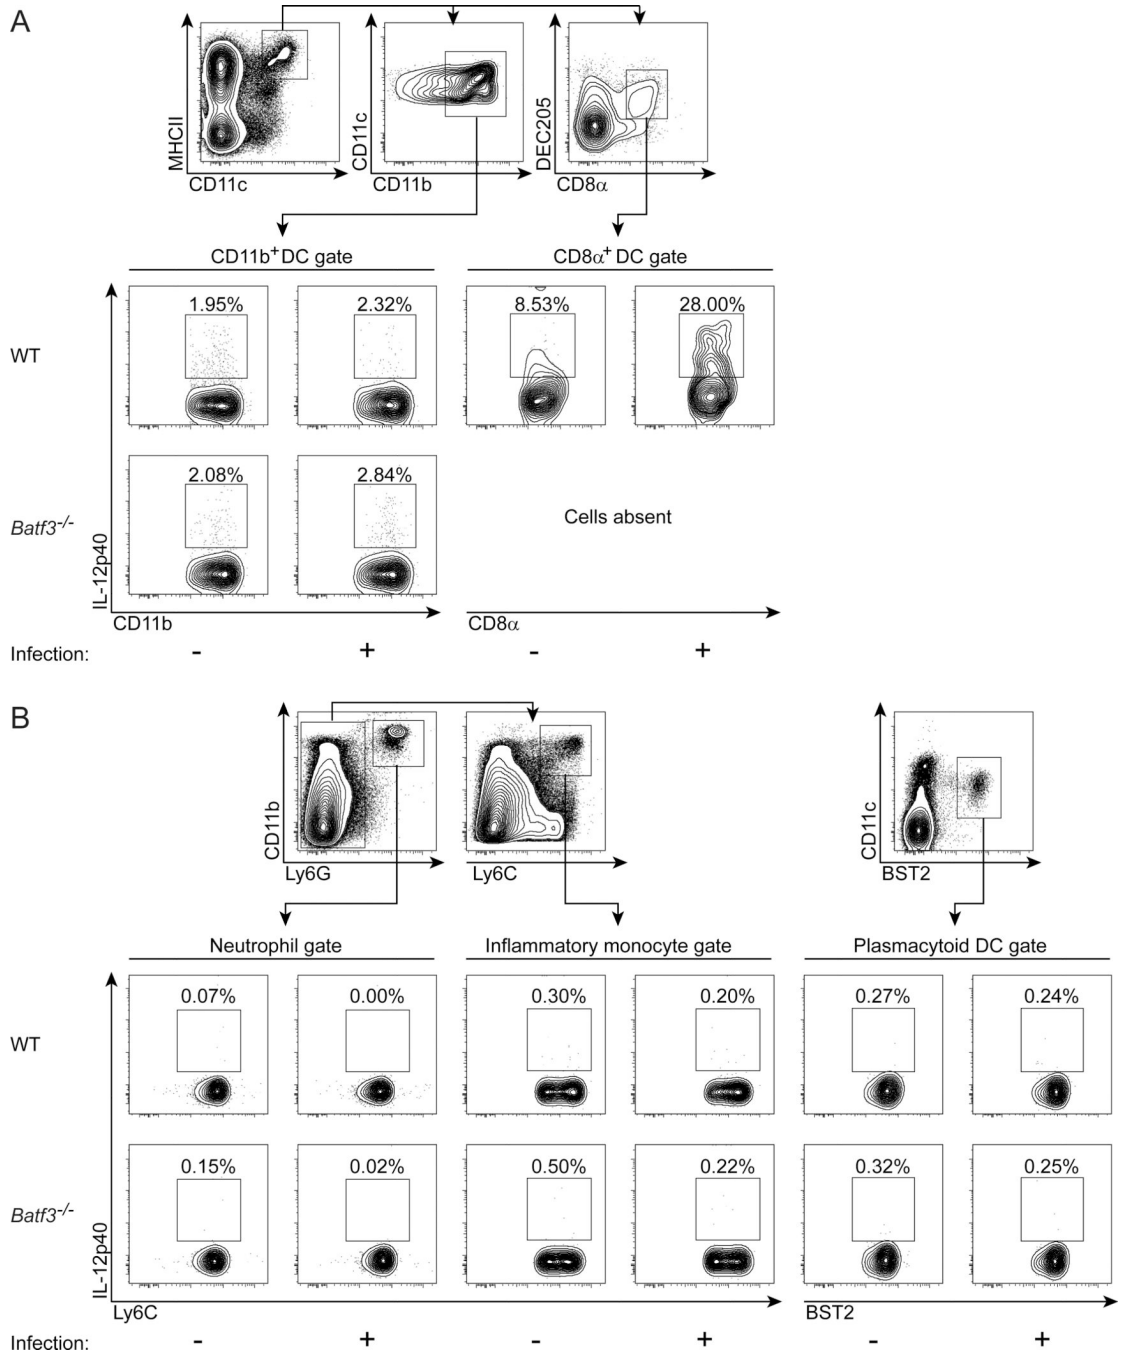 A
MHCII
CD11c
CD11c
CD11b
DEC205
CD8α
CD11b+ DC gate
CD8α+ DC gate
WT
1.95%
2.32%
8.53%
28.00%
Batf3-/-
2.08%
2.84%
Cells absent
IL-12p40
CD11b
CD8α
Infection: - + - +
B
CD11b
Ly6G
Ly6C
CD11c
BST2
Neutrophil gate
Inflammatory monocyte gate
Plasmacytoid DC gate
WT
0.07%
0.00%
0.30%
0.20%
0.27%
0.24%
Batf3-/-
0.15%
0.02%
0.50%
0.22%
0.32%
0.25%
IL-12p40
Ly6C
BST2
Infection: - + - + - +